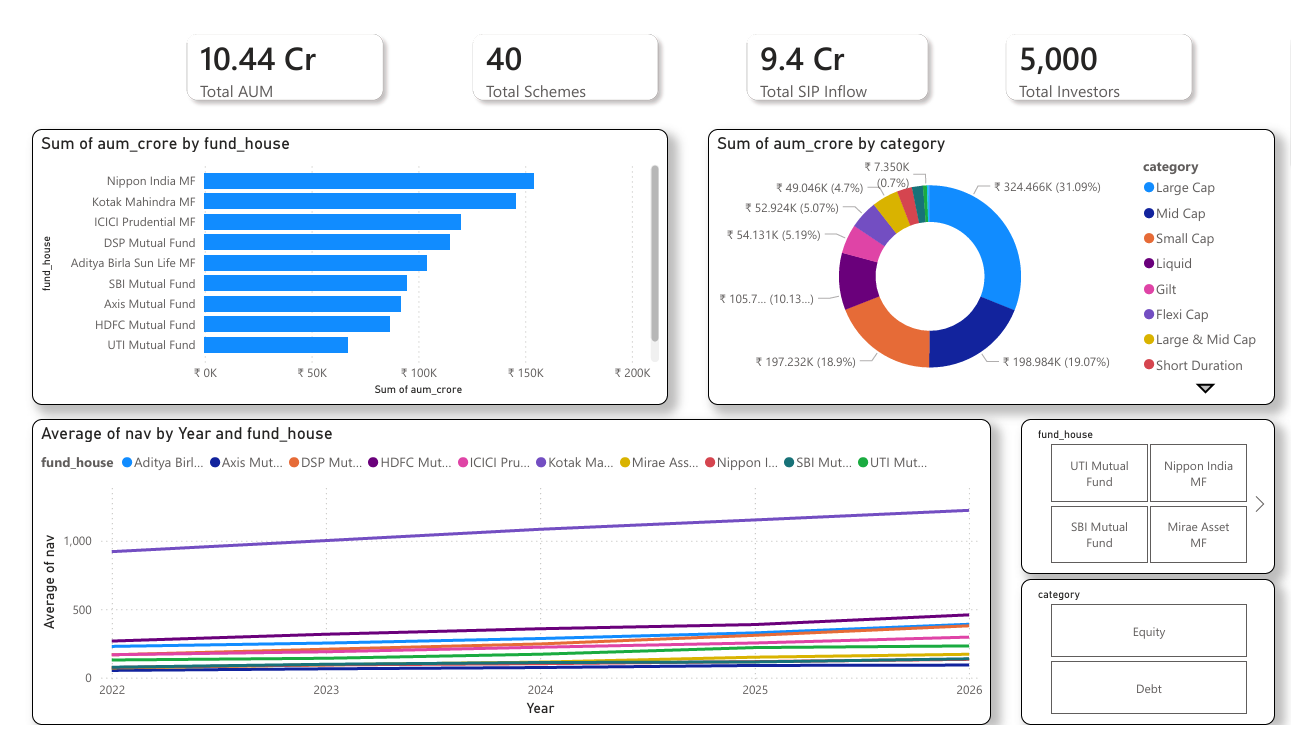 10.44 Cr
Total AUM
40
Total Schemes
9.4 Cr
Total SIP Inflow
5,000
Total Investors
Sum of aum_crore by fund_house
fund_house
Nippon India MF
Kotak Mahindra MF
ICICI Prudential MF
DSP Mutual Fund
Aditya Birla Sun Life MF
SBI Mutual Fund
Axis Mutual Fund
HDFC Mutual Fund
UTI Mutual Fund
₹ 0K ₹ 50K ₹ 100K ₹ 150K ₹ 200K
Sum of aum_crore
Sum of aum_crore by category
₹ 7.350K
(0.7%)
₹ 49.046K (4.7%)
₹ 324.466K (31.09%)
₹ 52.924K (5.07%)
₹ 54.131K (5.19%)
₹ 105.7... (10.13...)
₹ 197.232K (18.9%)
₹ 198.984K (19.07%)
category
Large Cap
Mid Cap
Small Cap
Liquid
Gilt
Flexi Cap
Large & Mid Cap
Short Duration
Average of nav by Year and fund_house
fund_house Aditya Birl... Axis Mut... DSP Mut... HDFC Mut... ICICI Pru... Kotak Ma... Mirae Ass... Nippon I... SBI Mut... UTI Mut...
Average of nav
1,000
500
0
2022 2023 2024 2025 2026
Year
fund_house
UTI Mutual
Fund
Nippon India
MF
SBI Mutual
Fund
Mirae Asset
MF
category
Equity
Debt